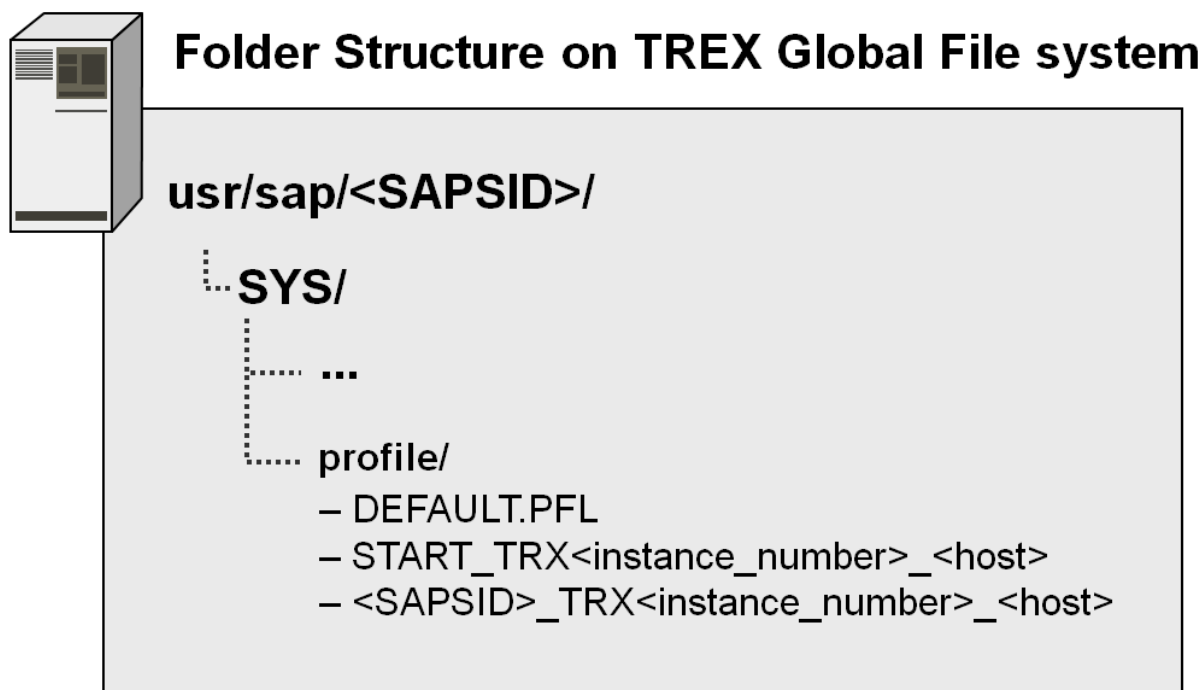 Folder Structure on TREX Global File system
usr/sap/<SAPSID>/
SYS/
...
profile/
– DEFAULT.PFL
– START_TRX<instance_number>_<host>
– <SAPSID>_TRX<instance_number>_<host>